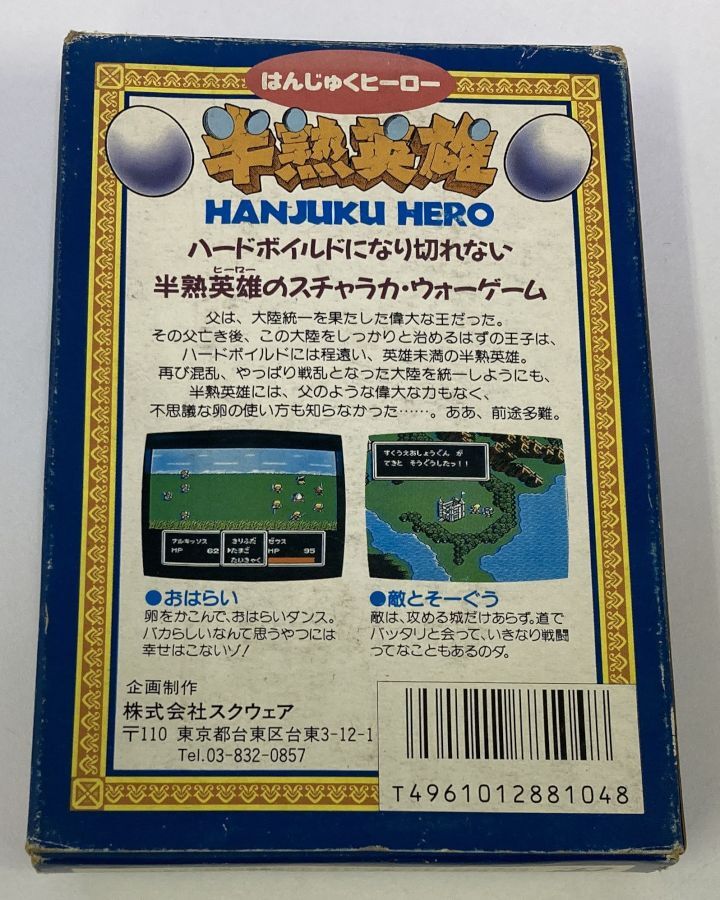 はんじゅくヒーロー
半熟英雄
HANJUKU HERO
ハードボイルドになり切れない
ヒーロー
半熟英雄のスチャラカ・ウォーゲーム
父は、大陸統一を果たした偉大な王だった。
その父亡き後、この大陸をしっかりと治めるはずの王子は、
ハードボイルドには程遠い、英雄未満の半熟英雄。
再び混乱、やっぱり戦乱となった大陸を統一しようにも、
半熟英雄には、父のような偉大な力もなく、
不思議な卵の使い方も知らなかった……。ああ、前途多難。
アルキッソス きりふだ ゼウス
HP 62 ▶たまご HP 95
たいきゃく
すくうえあしょうぐん が
てきと そうぐうしたっ!!
●おはらい
卵をかこんで、おはらいダンス。
バカらしいなんて思うやつには
幸せはこないゾ!
●敵とそーぐう
敵は、攻める城だけあらず。道で
バッタリと会って、いきなり戦闘
ってなこともあるのダ。
企画制作
株式会社スクウェア
〒110 東京都台東区台東3-12-1
Tel.03-832-0857
T4961012881048